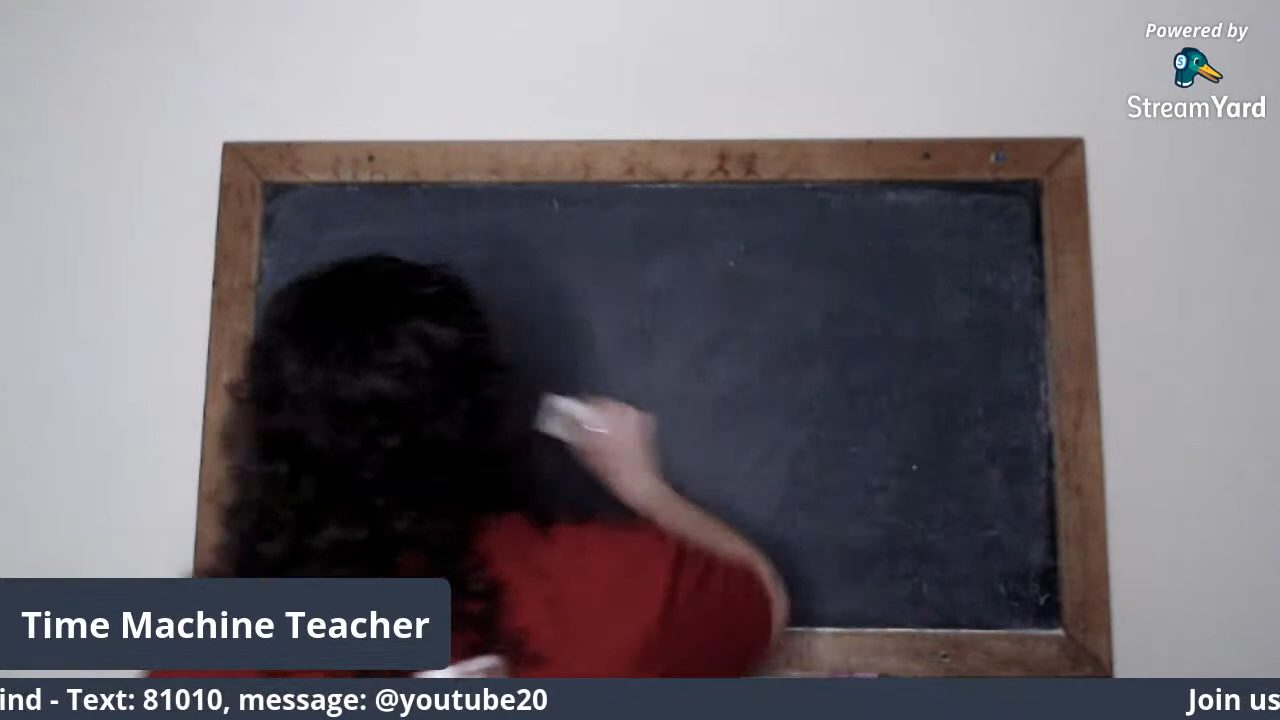 Powered by
StreamYard
Time Machine Teacher
ind - Text: 81010, message: @youtube20
Join us